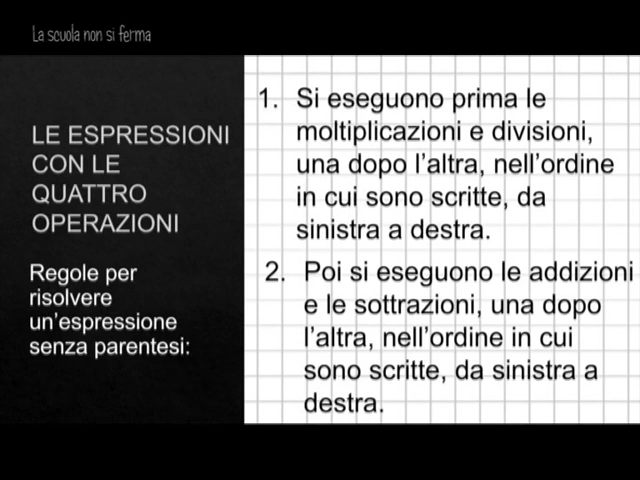 La scuola non si ferma
LE ESPRESSIONI
CON LE
QUATTRO
OPERAZIONI
Regole per
risolvere
un'espressione
senza parentesi:
1. Si eseguono prima le
moltiplicazioni e divisioni,
una dopo l'altra, nell'ordine
in cui sono scritte, da
sinistra a destra.
2. Poi si eseguono le addizioni
e le sottrazioni, una dopo
l'altra, nell'ordine in cui
sono scritte, da sinistra a
destra.